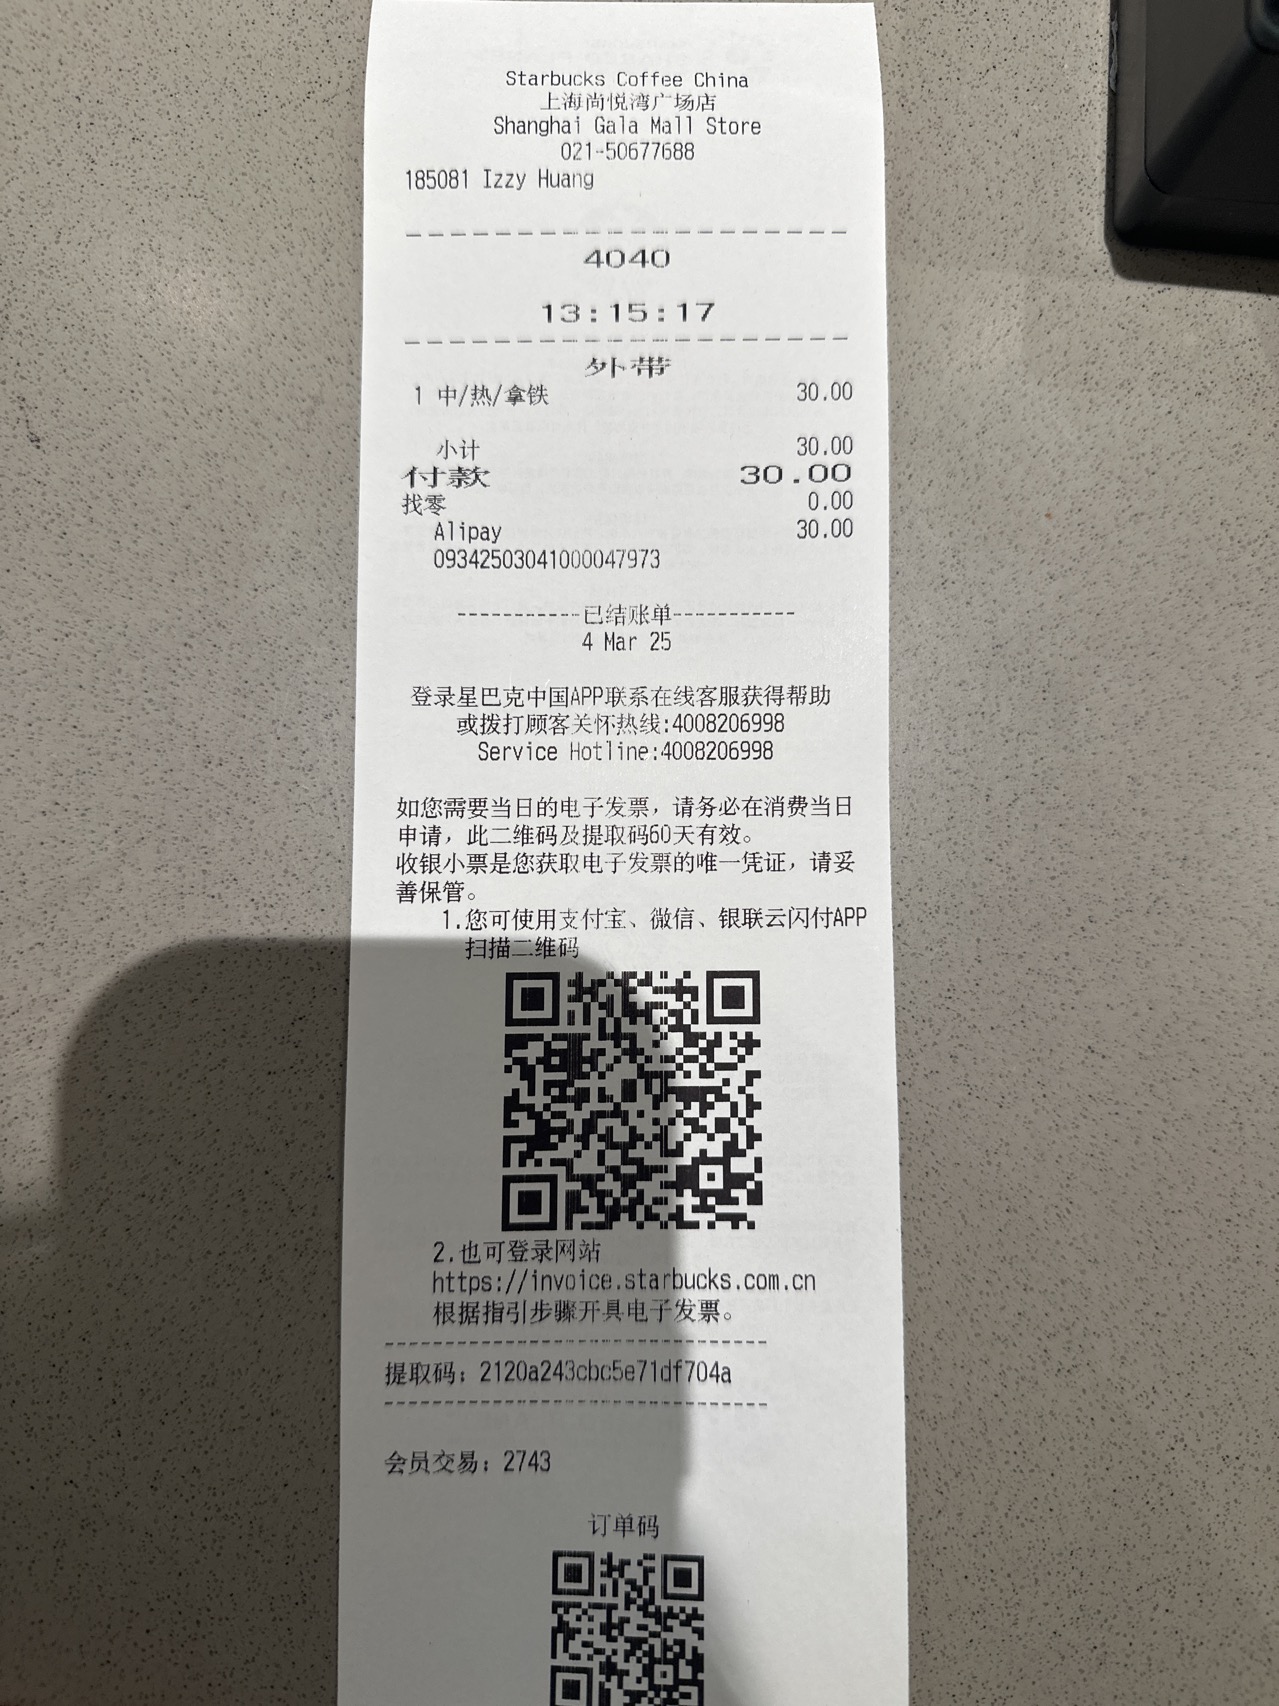 Starbucks Coffee China
上海尚悦湾广场店
Shanghai Gala Mall Store
021-50677688
185081 Izzy Huang
4040
13:15:17
外带
1 中/热/拿铁 30.00
小计 30.00
付款 30.00
找零 0.00
Alipay 30.00
09342503041000047973
-----------已结账单-----------
4 Mar 25
登录星巴克中国APP联系在线客服获得帮助
或拨打顾客关怀热线:4008206998
Service Hotline:4008206998
如您需要当日的电子发票，请务必在消费当日
申请，此二维码及提取码60天有效。
收银小票是您获取电子发票的唯一凭证，请妥
善保管。
1.您可使用支付宝、微信、银联云闪付APP
扫描二维码
2.也可登录网站
https://invoice.starbucks.com.cn
根据指引步骤开具电子发票。
提取码：2120a243cbc5e71df704a
会员交易：2743
订单码